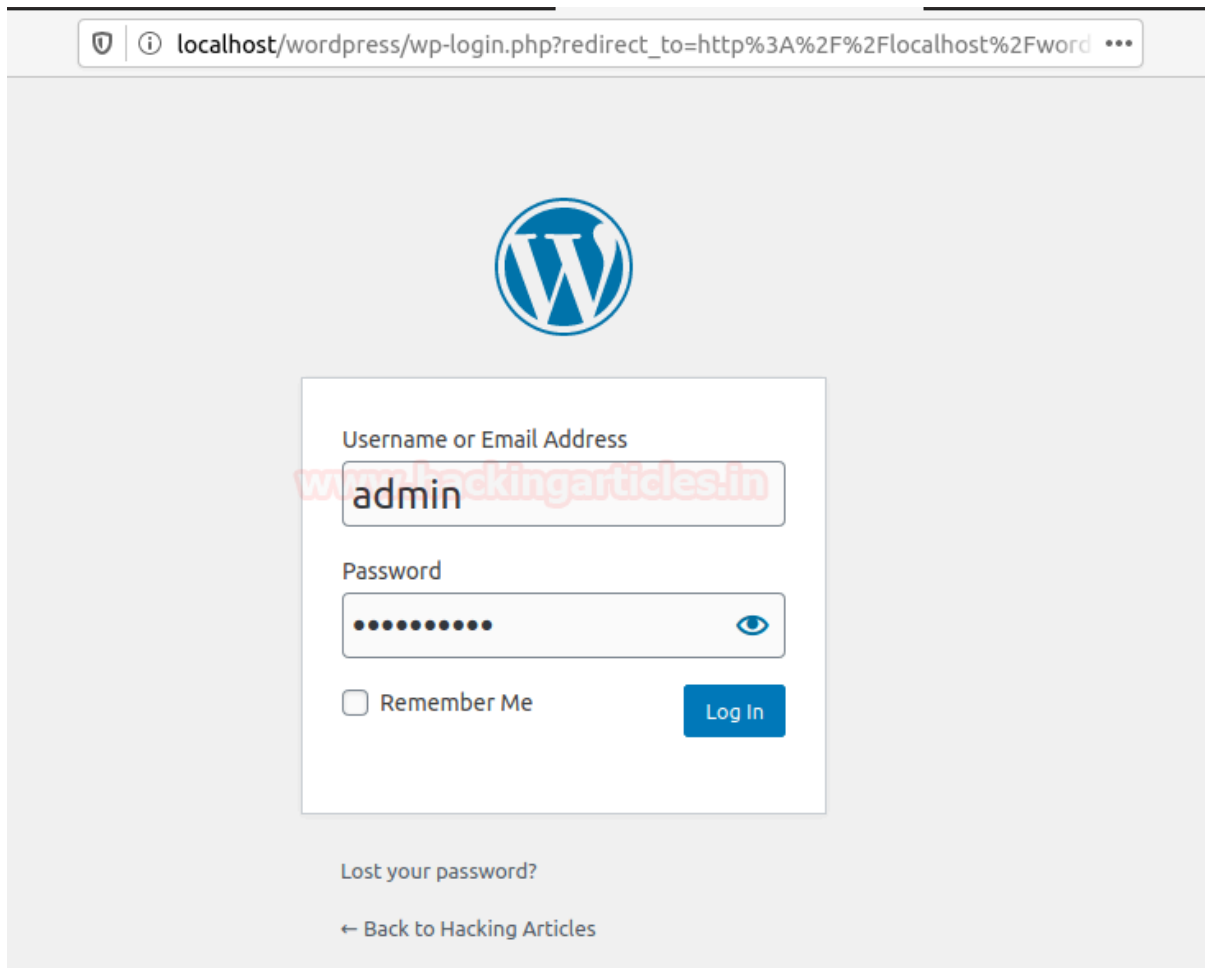 localhost/wordpress/wp-login.php?redirect_to=http%3A%2F%2Flocalhost%2Fword
Username or Email Address
www.hackingarticles.in
admin
Password
Remember Me
Log In
Lost your password?
← Back to Hacking Articles